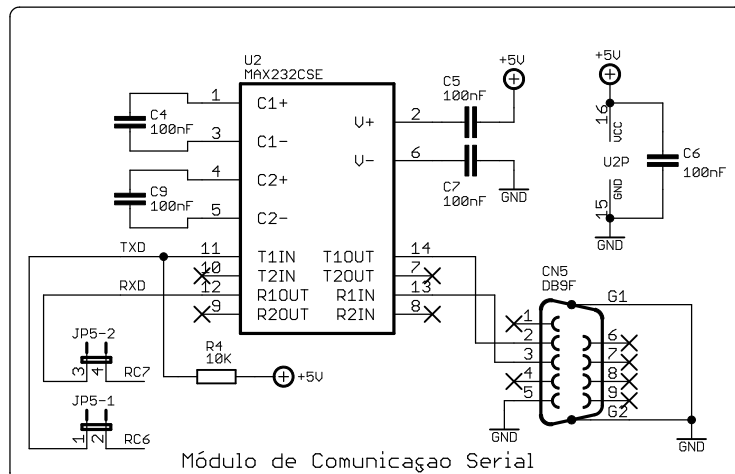 U2
MAX232CSE
1 C1+
C4
100nF
3 C1-
4 C2+
C9
100nF
5 C2-
V+ 2
V- 6
C5
100nF
+5V
C7
100nF
GND
+5V
16
VCC
U2P
GND
15
GND
C6
100nF
TXD 11 T1IN T1OUT 14
10 T2IN T2OUT 7
RXD 12 R1OUT R1IN 13
9 R2OUT R2IN 8
CN5
DB9F
G1
1
2
3
4
5
6
7
8
9
G2
GND
GND
R4
10K
+5V
JP5-2
3 4 RC7
JP5-1
1 2 RC6
Módulo de Comunicaçao Serial